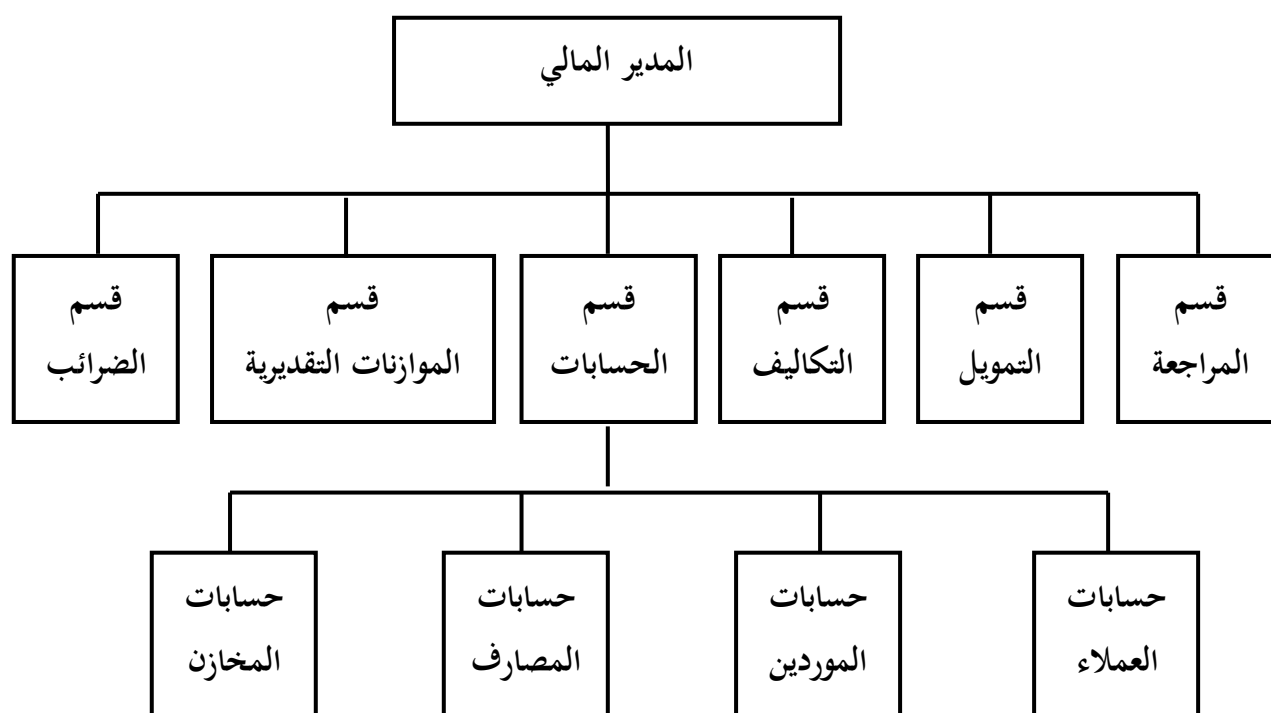 المدير المالي
قسم
المراجعة
قسم
التمويل
قسم
التكاليف
قسم
الحسابات
قسم
الموازنات التقديرية
قسم
الضرائب
حسابات
العملاء
حسابات
الموردين
حسابات
المصارف
حسابات
المخازن